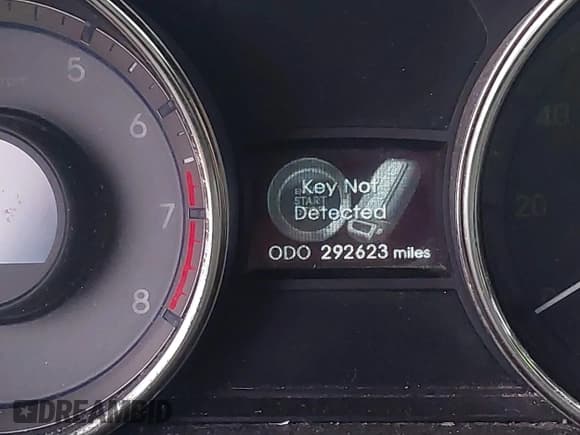 5
6
7
8
Key Not
Detected
START
ODO 292623 miles
40
20
DREAMBID